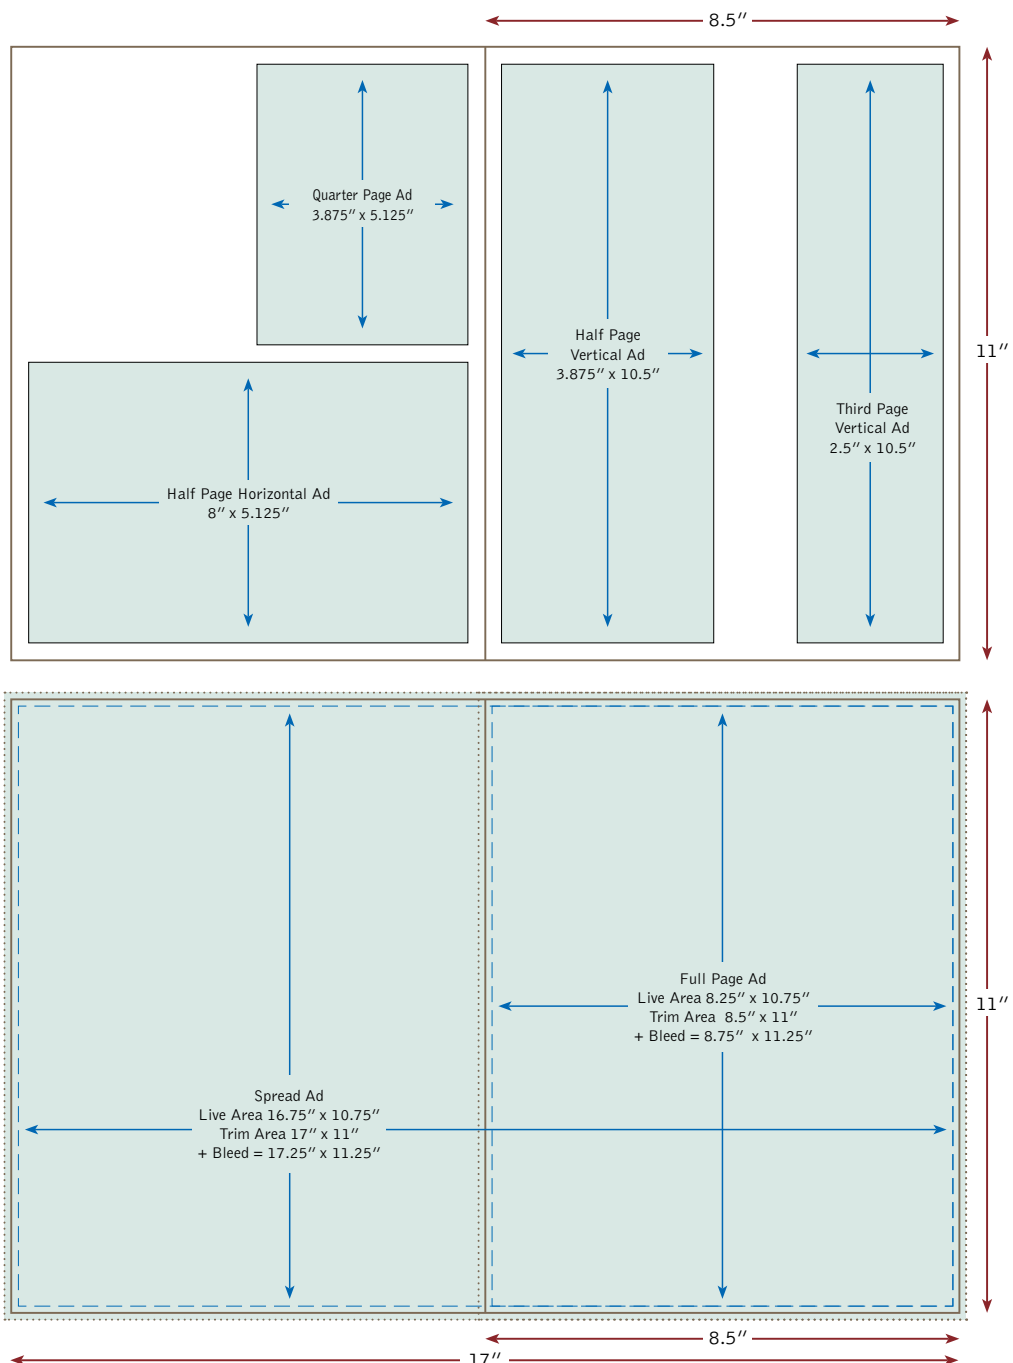 8.5″
Quarter Page Ad
3.875″ x 5.125″
Half Page
Vertical Ad
3.875″ x 10.5″
11″
Third Page
Vertical Ad
2.5″ x 10.5″
Half Page Horizontal Ad
8″ x 5.125″
Full Page Ad
Live Area 8.25″ x 10.75″
Trim Area 8.5″ x 11″
+ Bleed = 8.75″ x 11.25″
11″
Spread Ad
Live Area 16.75″ x 10.75″
Trim Area 17″ x 11″
+ Bleed = 17.25″ x 11.25″
8.5″
17″